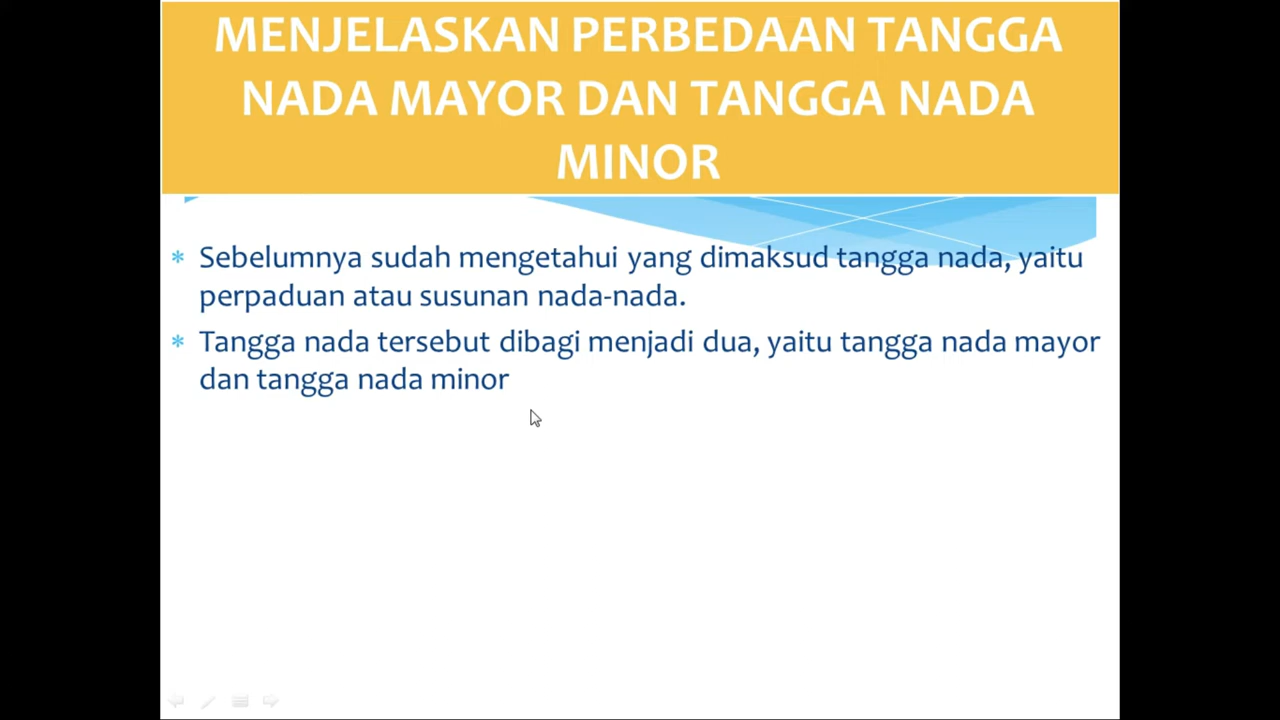 MENJELASKAN PERBEDAAN TANGGA
NADA MAYOR DAN TANGGA NADA
MINOR
Sebelumnya sudah mengetahui yang dimaksud tangga nada, yaitu
perpaduan atau susunan nada-nada.
Tangga nada tersebut dibagi menjadi dua, yaitu tangga nada mayor
dan tangga nada minor